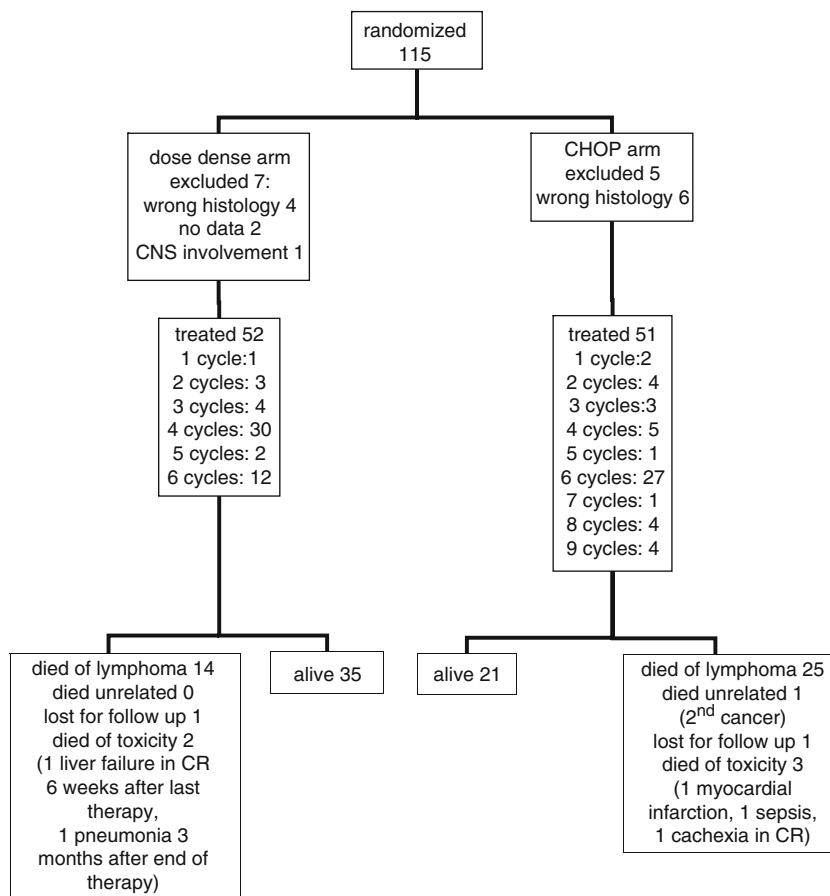 randomized
115
dose dense arm
excluded 7:
wrong histology 4
no data 2
CNS involvement 1
CHOP arm
excluded 5
wrong histology 6
treated 52
1 cycle:1
2 cycles: 3
3 cycles: 4
4 cycles: 30
5 cycles: 2
6 cycles: 12
treated 51
1 cycle:2
2 cycles: 4
3 cycles:3
4 cycles: 5
5 cycles: 1
6 cycles: 27
7 cycles: 1
8 cycles: 4
9 cycles: 4
died of lymphoma 14
died unrelated 0
lost for follow up 1
died of toxicity 2
(1 liver failure in CR
6 weeks after last
therapy,
1 pneumonia 3
months after end of
therapy)
alive 35
alive 21
died of lymphoma 25
died unrelated 1
(2nd cancer)
lost for follow up 1
died of toxicity 3
(1 myocardial
infarction, 1 sepsis,
1 cachexia in CR)